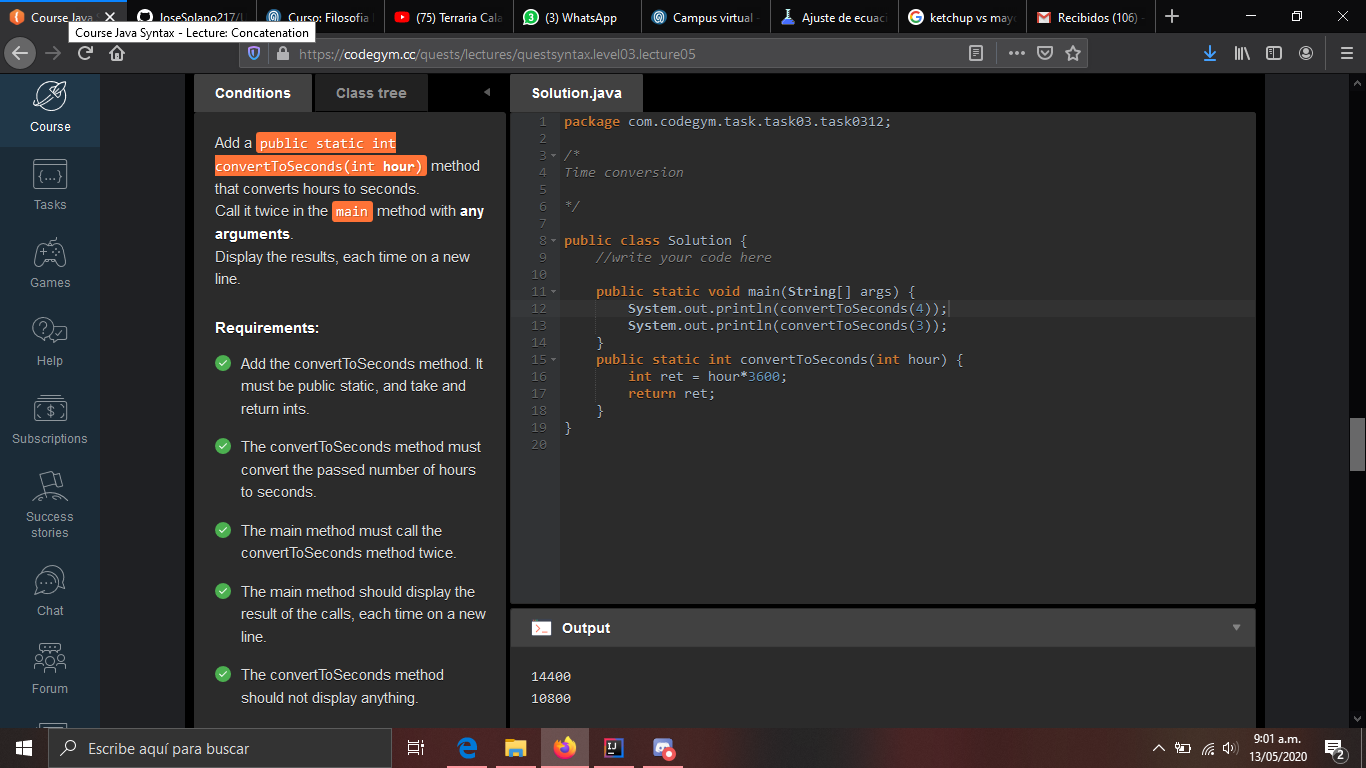 Course Java
JoseSolano217/
Curso: Filosofia
(75) Terraria Cala
(3) WhatsApp
Campus virtual -
Ajuste de ecuaci
ketchup vs mayo
Recibidos (106) -
Course Java Syntax - Lecture: Concatenation
https://codegym.cc/quests/lectures/questsyntax.level03.lecture05
Course
Tasks
Games
Help
Subscriptions
Success
stories
Chat
Forum
Conditions
Class tree
Add a public static int
convertToSeconds(int hour) method
that converts hours to seconds.
Call it twice in the main method with any
arguments.
Display the results, each time on a new
line.
Requirements:
Add the convertToSeconds method. It
must be public static, and take and
return ints.
The convertToSeconds method must
convert the passed number of hours
to seconds.
The main method must call the
convertToSeconds method twice.
The main method should display the
result of the calls, each time on a new
line.
The convertToSeconds method
should not display anything.
Solution.java
1 package com.codegym.task.task03.task0312;
2
3 /*
4 Time conversion
5
6 */
7
8 public class Solution {
9 //write your code here
10
11 public static void main(String[] args) {
12 System.out.println(convertToSeconds(4));
13 System.out.println(convertToSeconds(3));
14 }
15 public static int convertToSeconds(int hour) {
16 int ret = hour*3600;
17 return ret;
18 }
19 }
20
Output
14400
10800
Escribe aquí para buscar
9:01 a.m.
13/05/2020
2